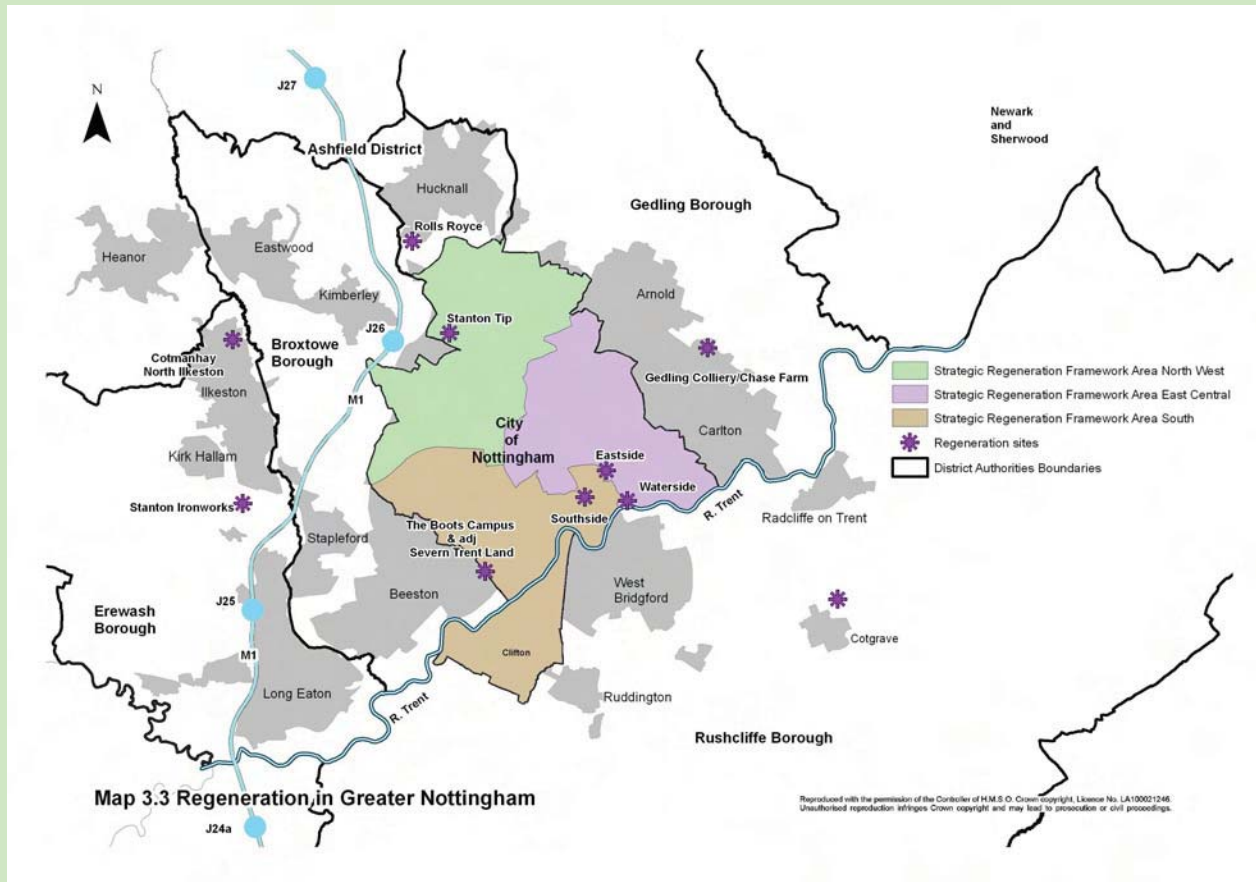 N
J27
Newark
and
Sherwood
Ashfield District
Hucknall
Gedling Borough
Rolls Royce
Eastwood
Heanor
Arnold
Kimberley
Stanton Tip
J26
Broxtowe
Borough
Cotmanhay
North Ilkeston
Gedling Colliery/Chase Farm
Ilkeston
M1
Strategic Regeneration Framework Area North West
Strategic Regeneration Framework Area East Central
Strategic Regeneration Framework Area South
Regeneration sites
District Authorities Boundaries
City
of
Nottingham
Carlton
Kirk Hallam
Eastside
Waterside
Stanton Ironworks
R. Trent
Radcliffe on Trent
Southside
The Boots Campus
& adj
Severn Trent Land
Stapleford
West
Bridgford
Beeston
J25
Erewash
Borough
Cotgrave
M1
Clifton
Long Eaton
Ruddington
R. Trent
Rushcliffe Borough
Map 3.3 Regeneration in Greater Nottingham
Reproduced with the permission of the Controller of H.M.S.O. Crown copyright, Licence No. LA100021246.
Unauthorised reproduction infringes Crown copyright and may lead to prosecution or civil proceedings.
J24a